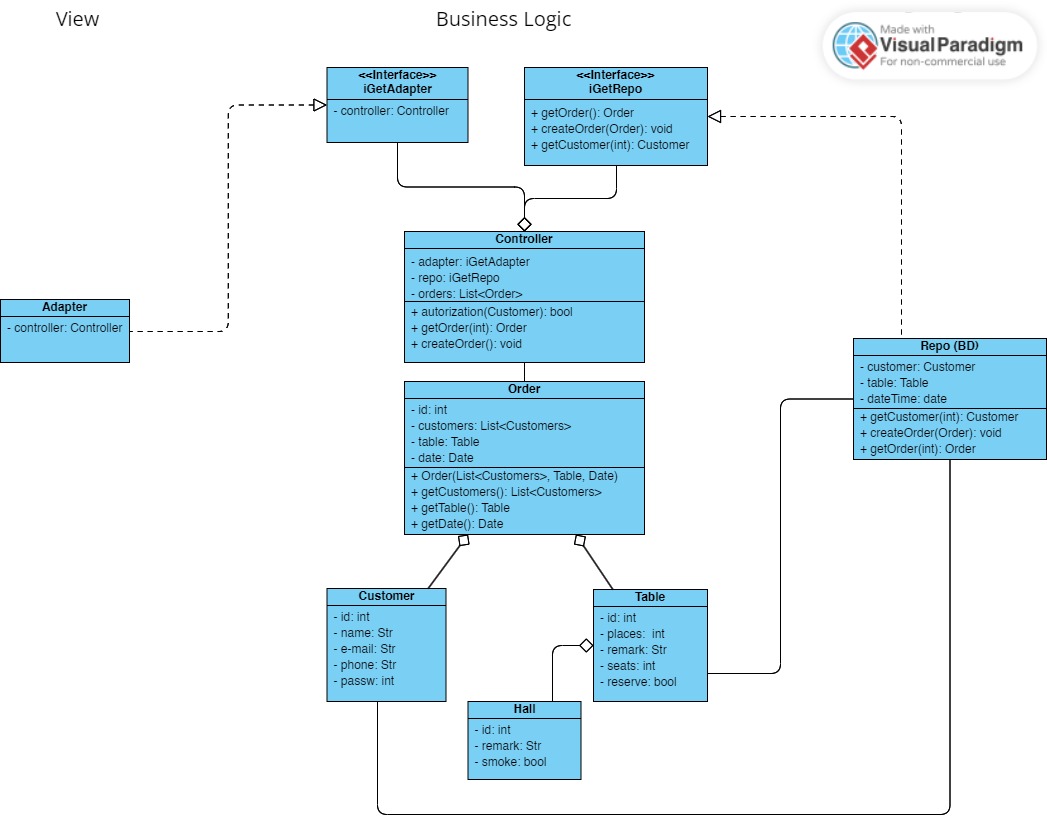 View
Business Logic
Made with
Visual Paradigm
For non-commercial use
<<Interface>>
iGetAdapter
- controller: Controller
<<Interface>>
iGetRepo
+ getOrder(): Order
+ createOrder(Order): void
+ getCustomer(int): Customer
Controller
- adapter: iGetAdapter
- repo: iGetRepo
- orders: List<Order>
+ autorization(Customer): bool
+ getOrder(int): Order
+ createOrder(): void
Adapter
- controller: Controller
Repo (BD)
- customer: Customer
- table: Table
- dateTime: date
+ getCustomer(int): Customer
+ createOrder(Order): void
+ getOrder(int): Order
Order
- id: int
- customers: List<Customers>
- table: Table
- date: Date
+ Order(List<Customers>, Table, Date)
+ getCustomers(): List<Customers>
+ getTable(): Table
+ getDate(): Date
Customer
- id: int
- name: Str
- e-mail: Str
- phone: Str
- passw: int
Table
- id: int
- places:  int
- remark: Str
- seats: int
- reserve: bool
Hall
- id: int
- remark: Str
- smoke: bool